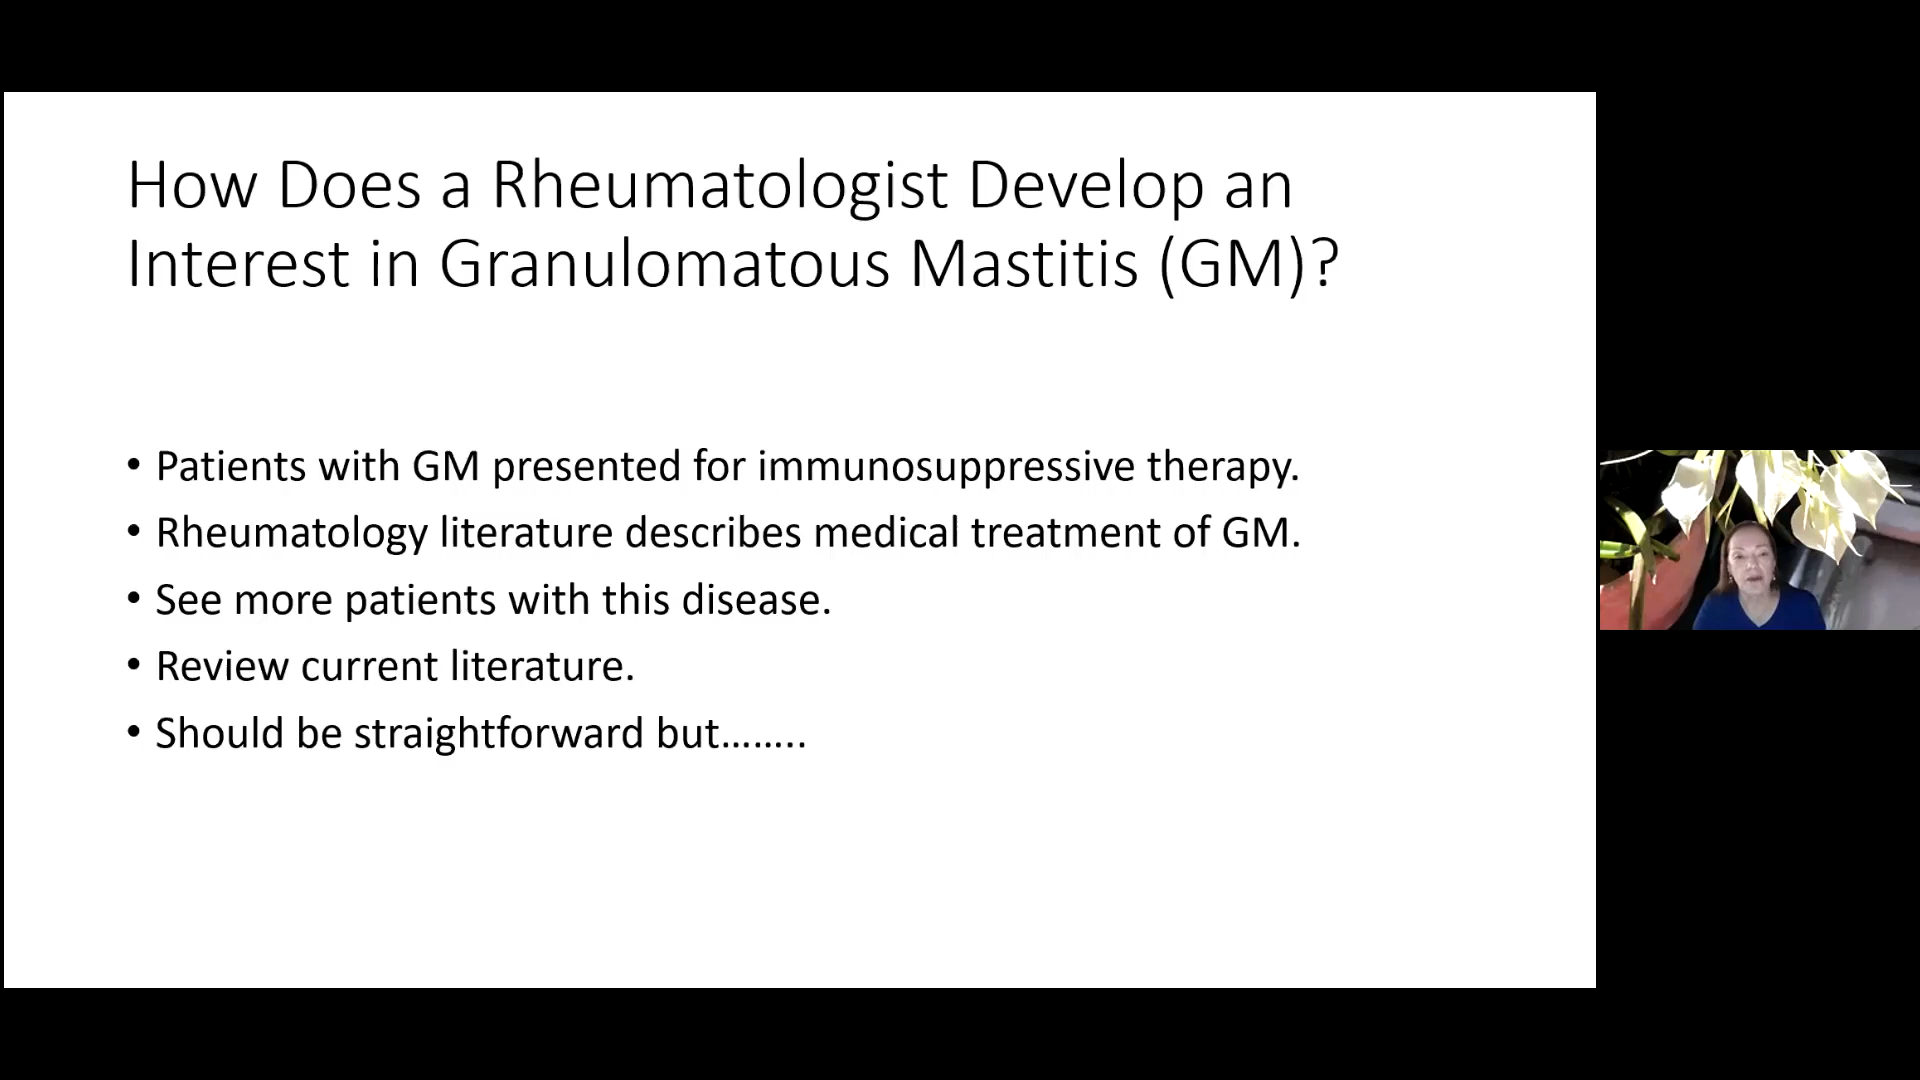 How Does a Rheumatologist Develop an
Interest in Granulomatous Mastitis (GM)?
• Patients with GM presented for immunosuppressive therapy.
• Rheumatology literature describes medical treatment of GM.
• See more patients with this disease.
• Review current literature.
• Should be straightforward but……..